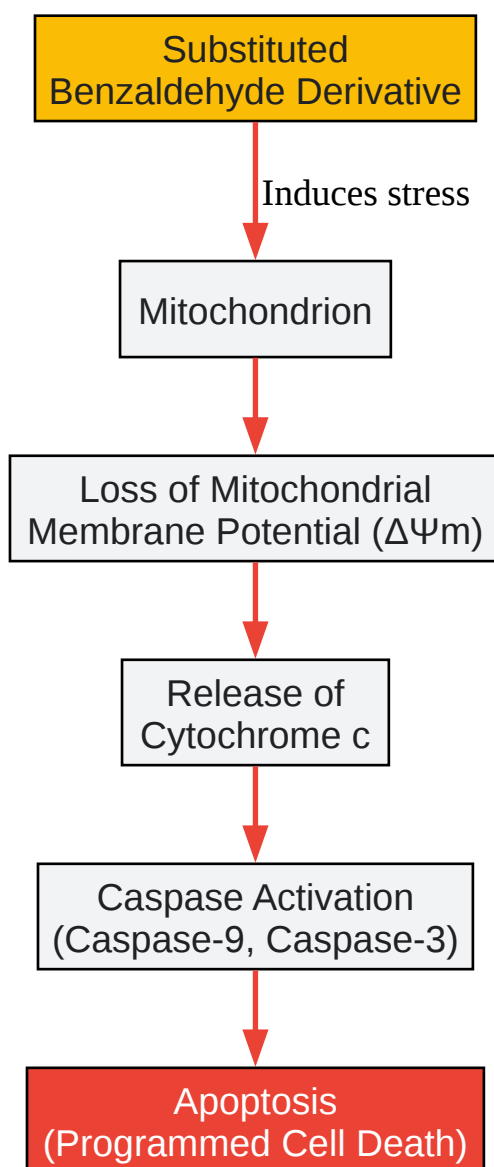 Substituted
Benzaldehyde Derivative
Induces stress
Mitochondrion
Loss of Mitochondrial
Membrane Potential (ΔΨm)
Release of
Cytochrome c
Caspase Activation
(Caspase-9, Caspase-3)
Apoptosis
(Programmed Cell Death)